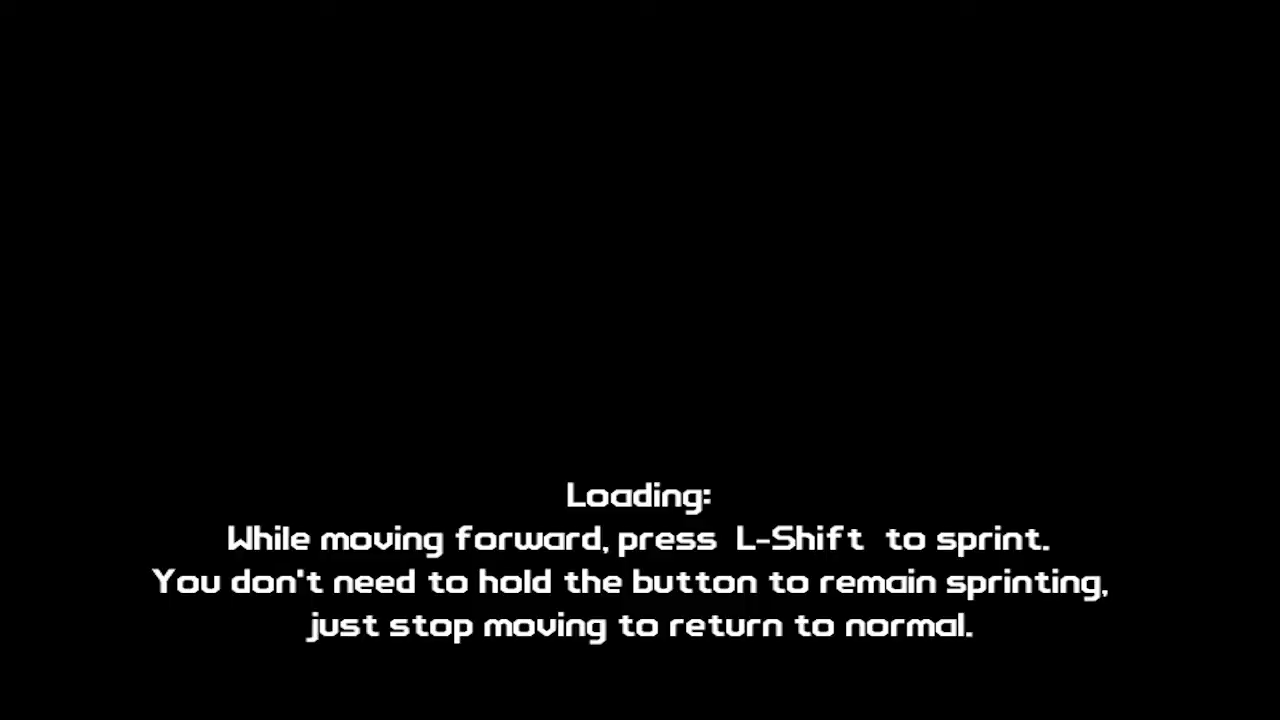 Loading:
While moving forward, press L-Shift to sprint.
You don't need to hold the button to remain sprinting,
just stop moving to return to normal.